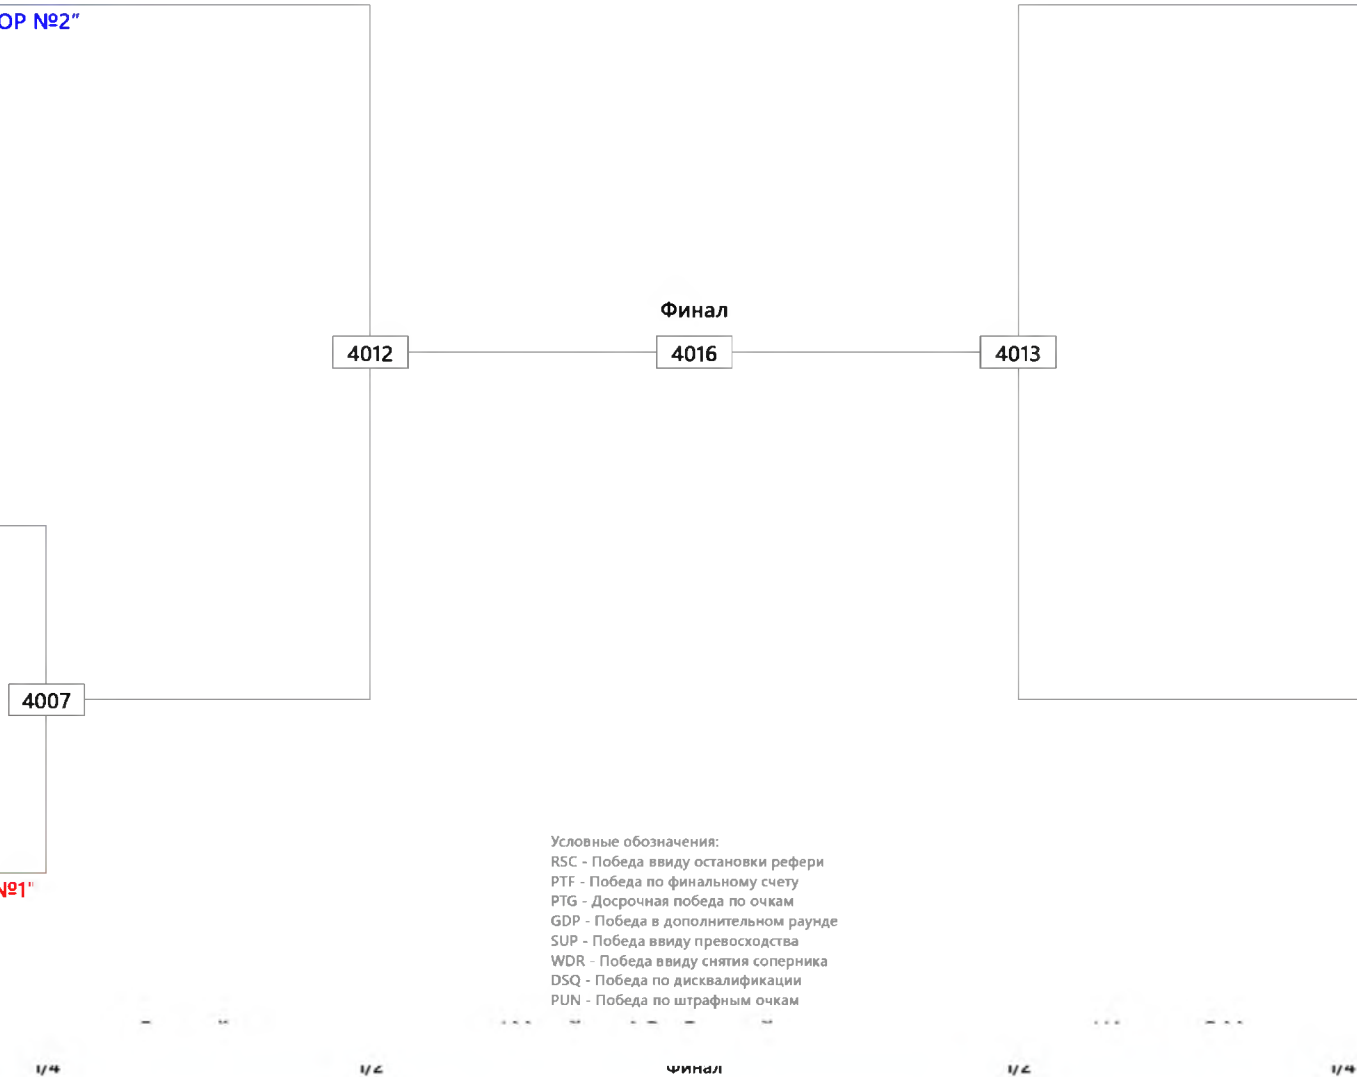 ОР №2"
Финал
4012
4016
4013
4007
№1"
Условные обозначения:
RSC - Победа ввиду остановки рефери
PTF - Победа по финальному счету
PTG - Досрочная победа по очкам
GDP - Победа в дополнительном раунде
SUP - Победа ввиду превосходства
WDR - Победа ввиду снятия соперника
DSQ - Победа по дисквалификации
PUN - Победа по штрафным очкам
1/4
1/2
Финал
1/2
1/4